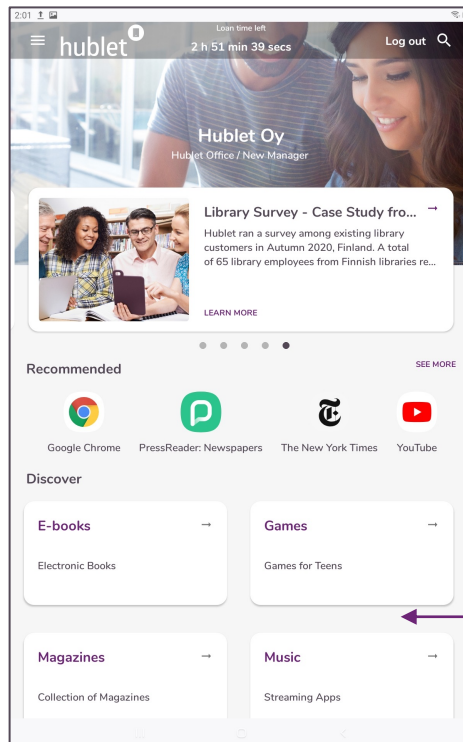 2:01
Loan time left
hublet
2 h 51 min 39 secs
Log out
Hublet Oy
Hublet Office / New Manager
Library Survey - Case Study fro...
Hublet ran a survey among existing library
customers in Autumn 2020, Finland. A total
of 65 library employees from Finnish libraries re...
LEARN MORE
Recommended
SEE MORE
Google Chrome
PressReader: Newspapers
The New York Times
YouTube
Discover
E-books
Games
Electronic Books
Games for Teens
Magazines
Music
Collection of Magazines
Streaming Apps